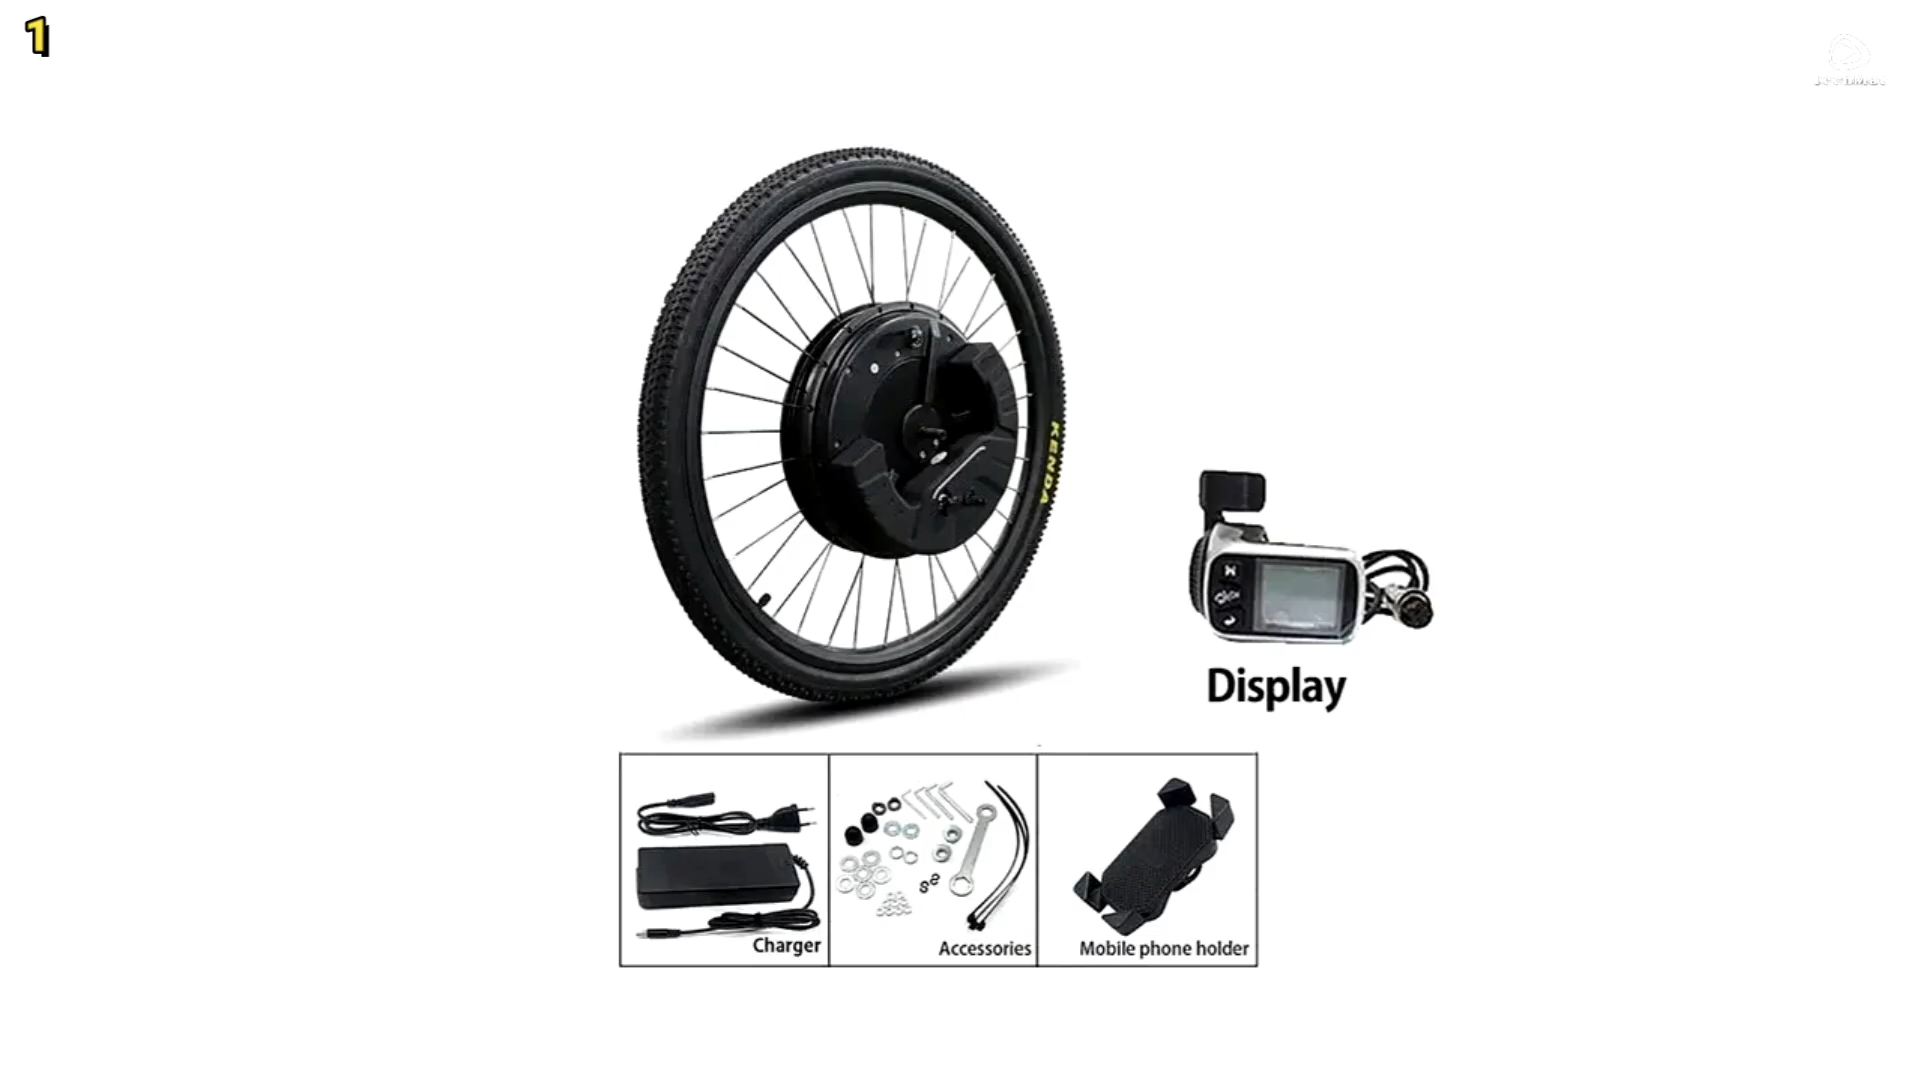 1
KENDA
Display
Charger
Accessories
Mobile phone holder